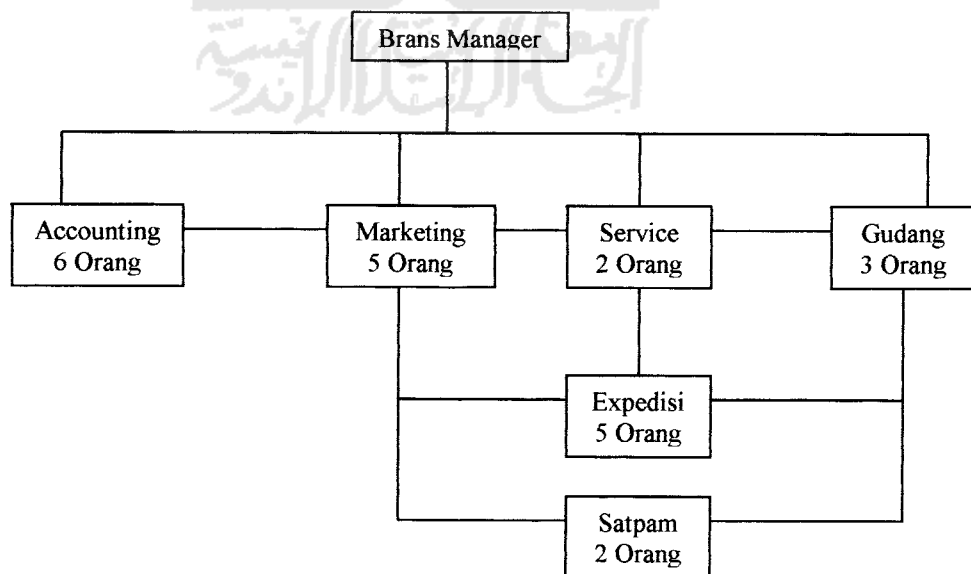 Brans Manager
Accounting
6 Orang
Marketing
5 Orang
Service
2 Orang
Gudang
3 Orang
Expedisi
5 Orang
Satpam
2 Orang